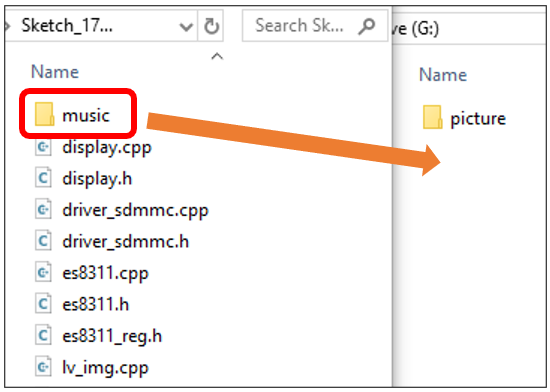 Sketch_17...
Search Sk...
ve (G:)
Name
music
display.cpp
display.h
driver_sdmmc.cpp
driver_sdmmc.h
es8311.cpp
es8311.h
es8311_reg.h
lv_img.cpp
Name
picture